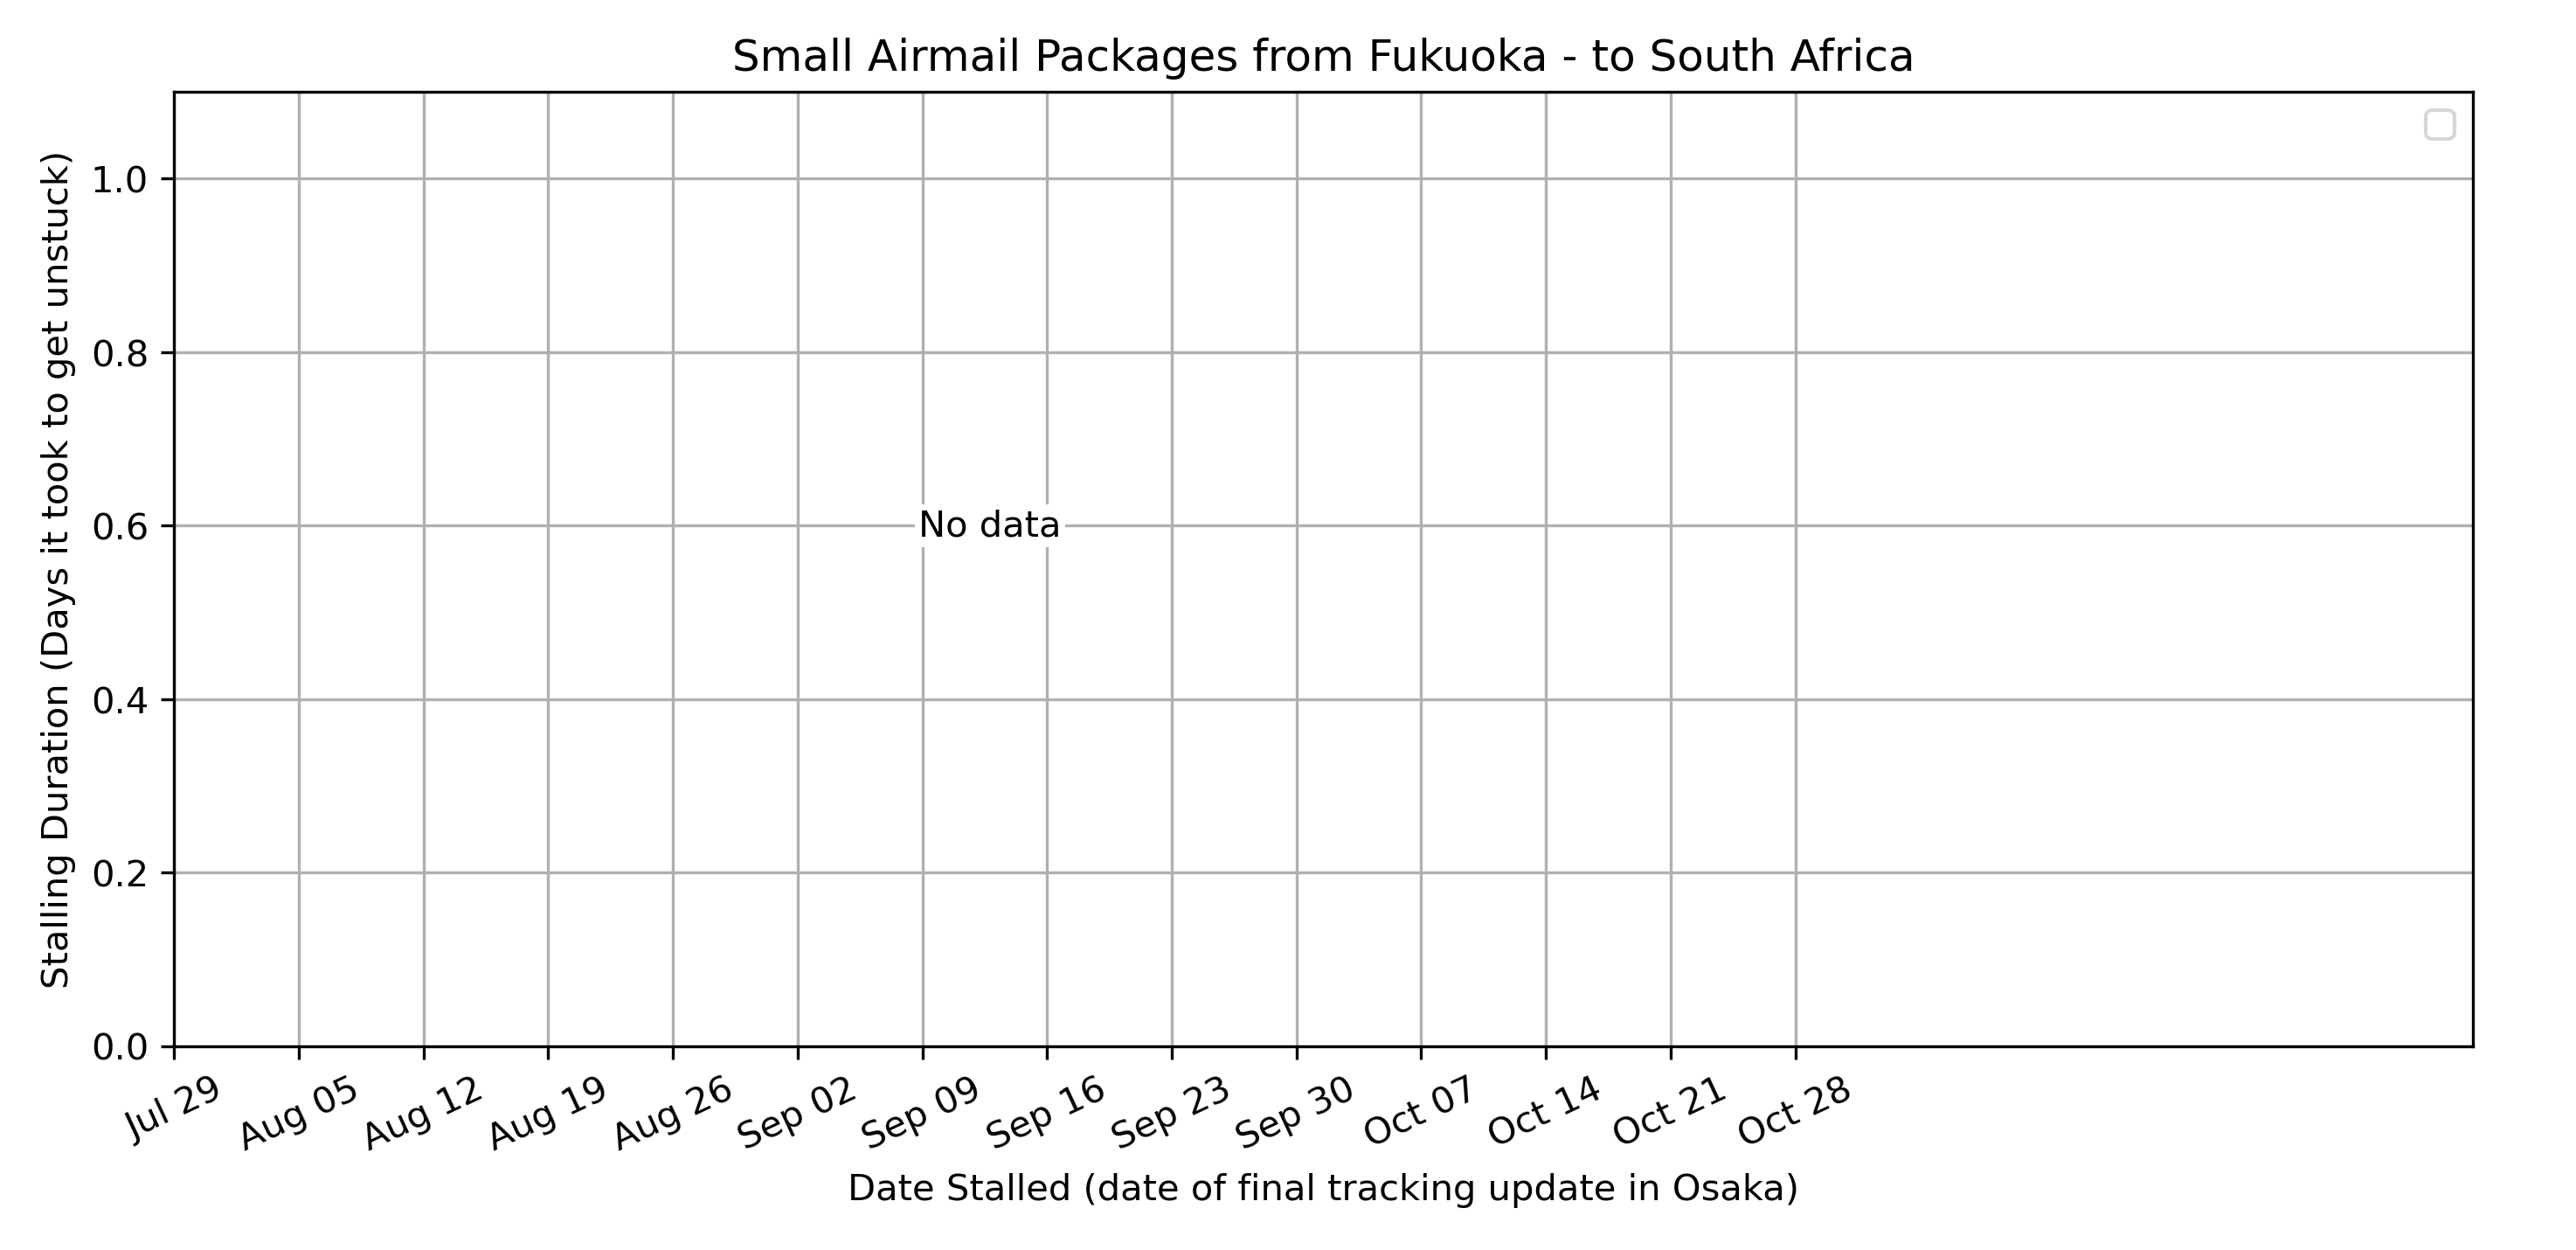 Small Airmail Packages from Fukuoka - to South Africa
Stalling Duration (Days it took to get unstuck)
1.0
0.8
0.6
0.4
0.2
0.0
No data
Jul 29
Aug 05
Aug 12
Aug 19
Aug 26
Sep 02
Sep 09
Sep 16
Sep 23
Sep 30
Oct 07
Oct 14
Oct 21
Oct 28
Date Stalled (date of final tracking update in Osaka)